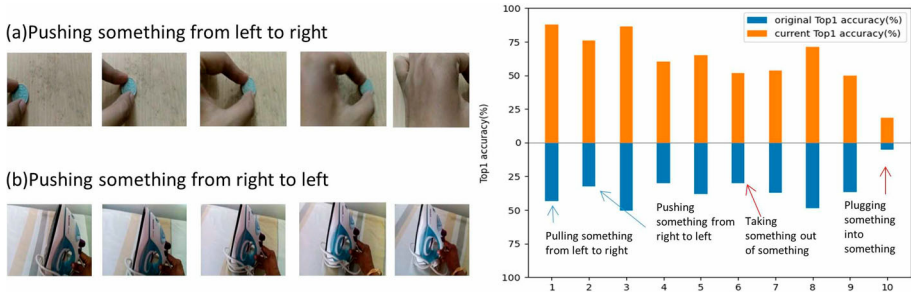 (a)Pushing something from left to right
(b)Pushing something from right to left
100
75
50
25
0
25
50
75
100
Top1 accuracy(%)
original Top1 accuracy(%)
current Top1 accuracy(%)
Pulling something
from left to right
Pushing
something from
right to left
Taking
something out
of something
Plugging
something
into
something
1 2 3 4 5 6 7 8 9 10